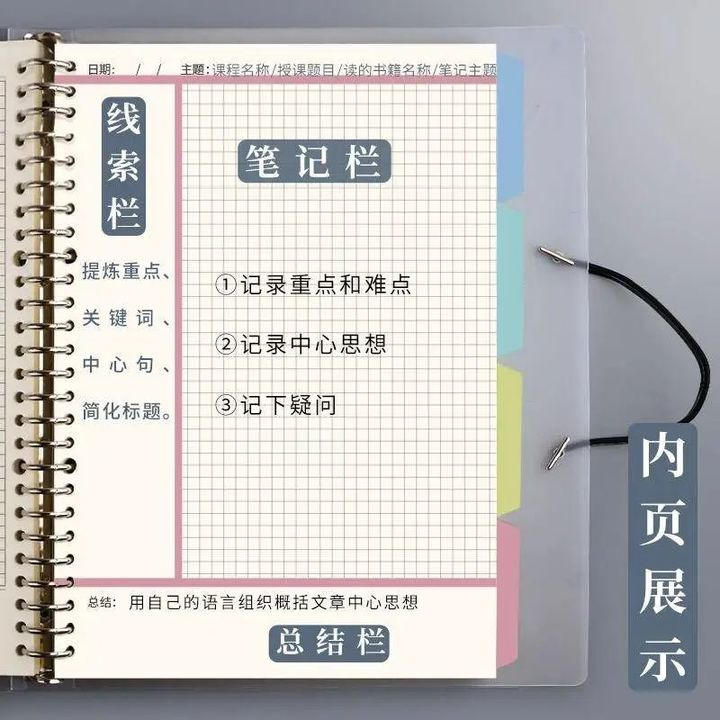 日期: / / 主题:课程名称/授课题目/读的书籍名称/笔记主题
线索栏
提炼重点、
关键词、
中心句、
简化标题。
笔记栏
①记录重点和难点
②记录中心思想
③记下疑问
总结: 用自己的语言组织概括文章中心思想
总结栏
内页展示